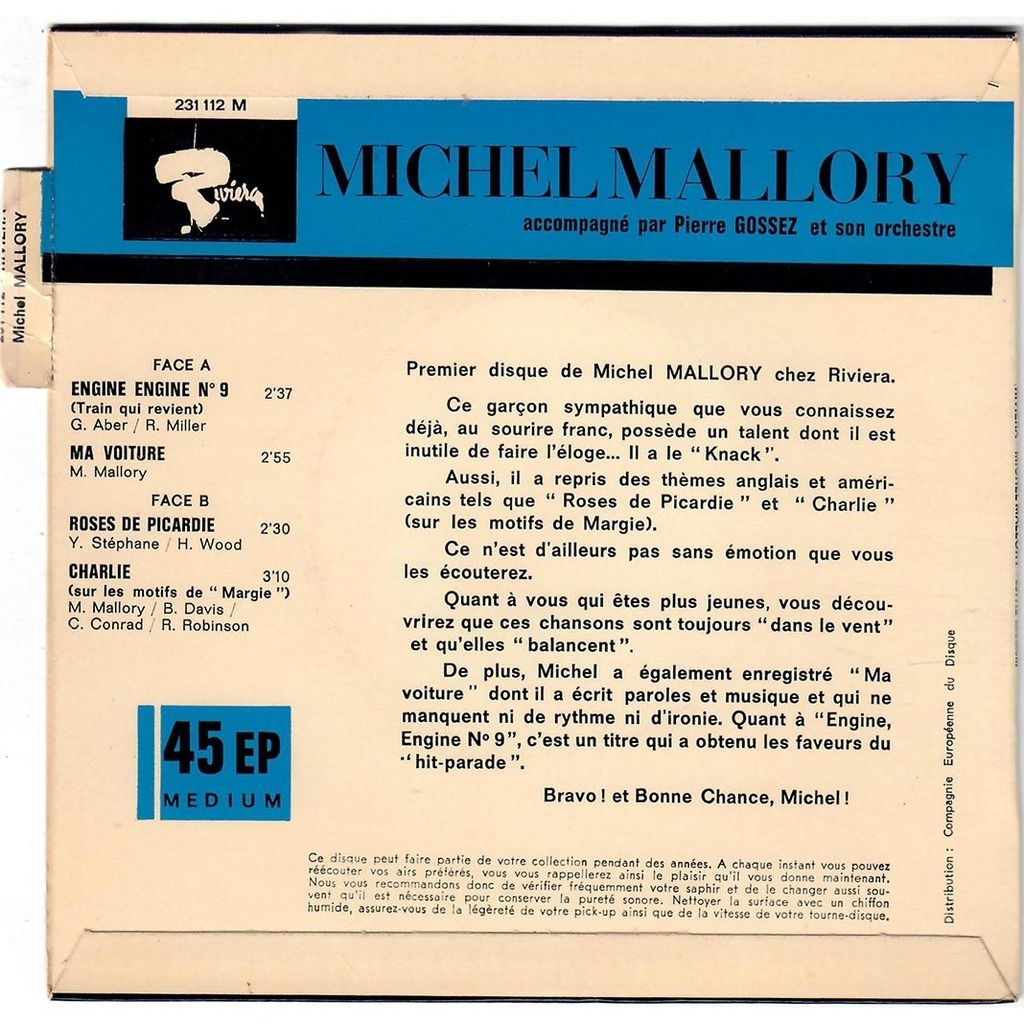 231 112 M
Riviera
MICHEL MALLORY
accompagné par Pierre GOSSEZ et son orchestre
Michel MALLORY
FACE A
ENGINE ENGINE N° 9 2'37
(Train qui revient)
G. Aber / R. Miller
MA VOITURE 2'55
M. Mallory
FACE B
ROSES DE PICARDIE 2'30
Y. Stéphane / H. Wood
CHARLIE 3'10
(sur les motifs de “ Margie ”)
M. Mallory / B. Davis /
C. Conrad / R. Robinson
45 EP
MEDIUM
Premier disque de Michel MALLORY chez Riviera.
Ce garçon sympathique que vous connaissez
déjà, au sourire franc, possède un talent dont il est
inutile de faire l'éloge... Il a le “ Knack ”.
Aussi, il a repris des thèmes anglais et améri-
cains tels que “ Roses de Picardie ” et “ Charlie ”
(sur les motifs de Margie).
Ce n'est d'ailleurs pas sans émotion que vous
les écouterez.
Quant à vous qui êtes plus jeunes, vous décou-
vrirez que ces chansons sont toujours “ dans le vent ”
et qu'elles “ balancent ”.
De plus, Michel a également enregistré “ Ma
voiture ” dont il a écrit paroles et musique et qui ne
manquent ni de rythme ni d'ironie. Quant à “ Engine,
Engine N° 9 ”, c'est un titre qui a obtenu les faveurs du
“ hit-parade ”.
Bravo ! et Bonne Chance, Michel !
Ce disque peut faire partie de votre collection pendant des années. A chaque instant vous pouvez
réécouter vos airs préférés, vous vous rappellerez ainsi le plaisir qu'il vous donne maintenant.
Nous vous recommandons donc de vérifier fréquemment votre saphir et de le changer aussi sou-
vent qu'il est nécessaire pour conserver la pureté sonore. Nettoyer la surface avec un chiffon
humide, assurez-vous de la légèreté de votre pick-up ainsi que de la vitesse de votre tourne-disque.
Distribution : Compagnie Européenne du Disque